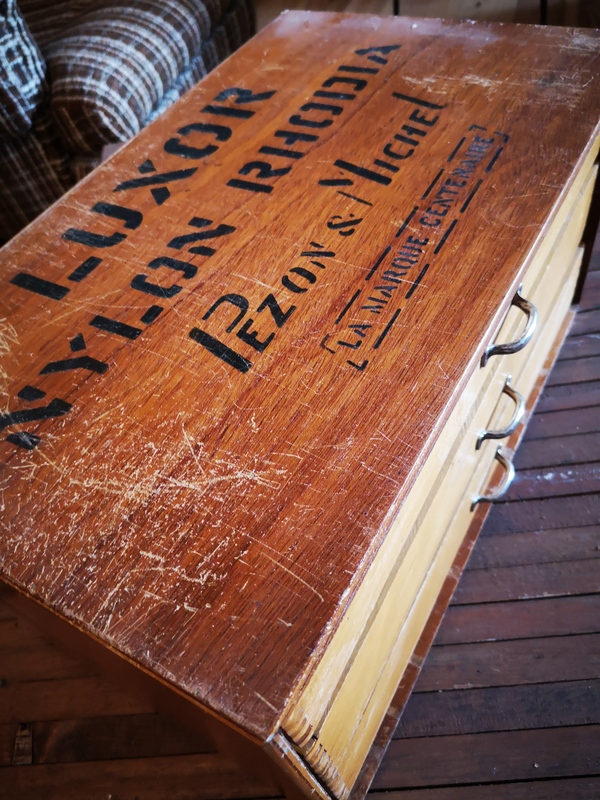 LUXOR
NYLON RHODIA
PEZON & MICHEL
LA MARQUE CENTENAIRE